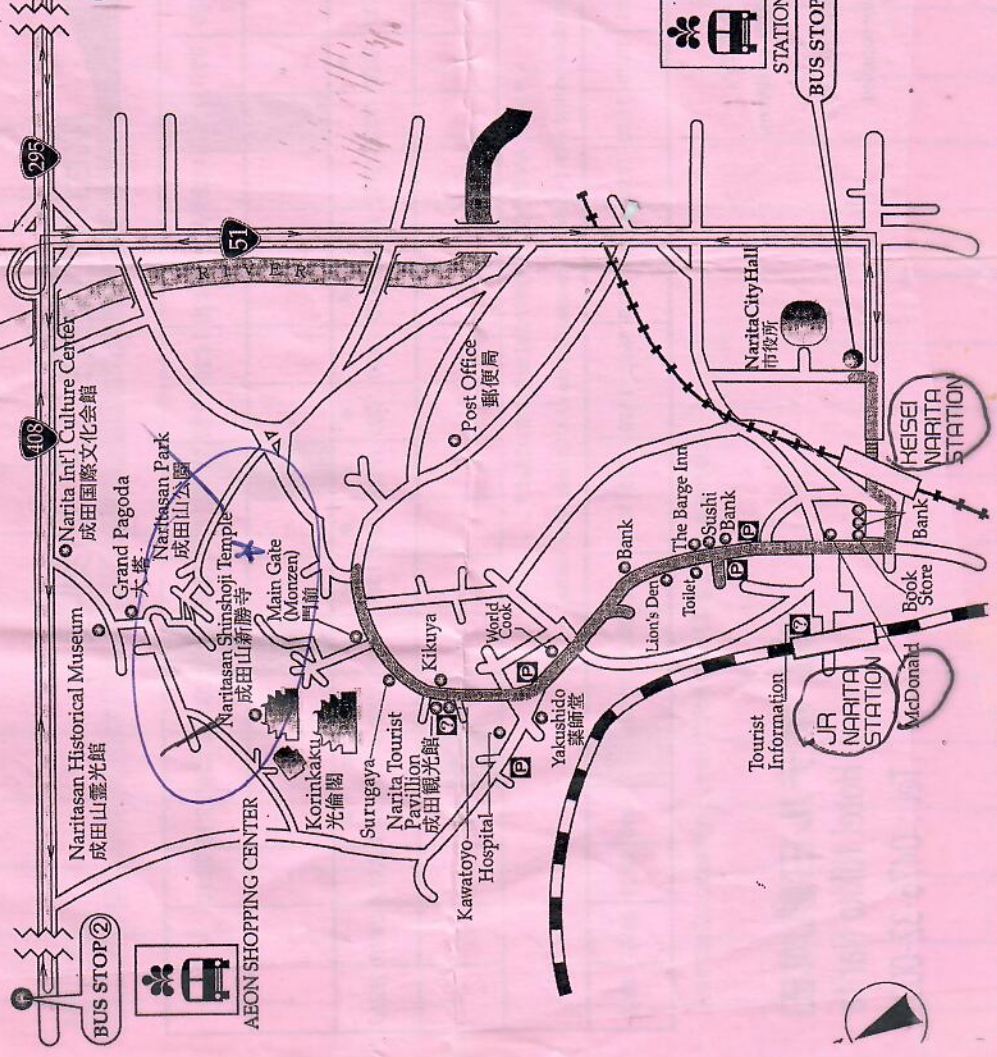 BUS STOP②
408
295
Naritasan Historical Museum
成田山霊光館
Narita Int'l Culture Center
成田国際文化会館
Grand Pagoda
大塔
Naritasan Park
成田山公園
51
RIVER
AEON SHOPPING CENTER
Naritasan Shinshoji Temple
成田山新勝寺
Main Gate
(Monzen)
門前
Korinkaku
光倫閣
Surugaya
Narita Tourist
Pavillion
成田観光館
?
Kikuya
Post Office
郵便局
Kawatoyo
Hospital
World
Cook
P
P
Yakushido
薬師堂
Bank
Lion's Den
Toilet
The Barge Inn
Sushi
Bank
P
P
Narita City Hall
市役所
STATION
BUS STOP
Tourist
Information
?
JR
NARITA
STATION
McDonald
Book
Store
Bank
KEISEI
NARITA
STATION